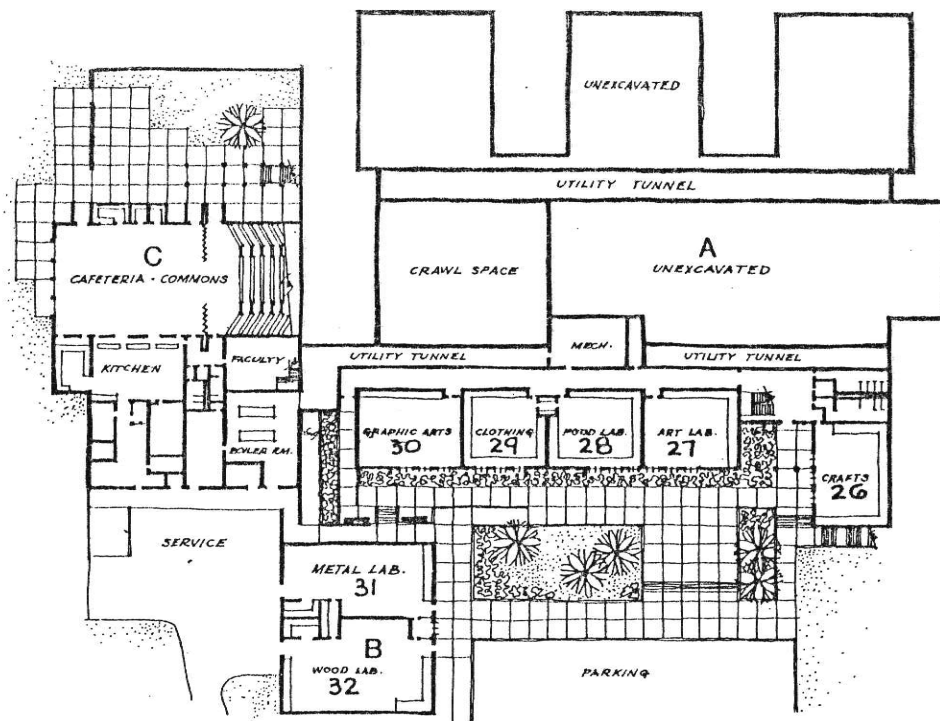 UNEXCAVATED
UTILITY TUNNEL
C
CAFETERIA - COMMONS
CRAWL SPACE
A
UNEXCAVATED
MECH.
UTILITY TUNNEL
UTILITY TUNNEL
KITCHEN
FACULTY
GRAPHIC ARTS
30
CLOTHING
29
FOOD LAB.
28
ART LAB.
27
BOILER RM.
CRAFTS
26
SERVICE
METAL LAB.
31
B
WOOD LAB.
32
PARKING